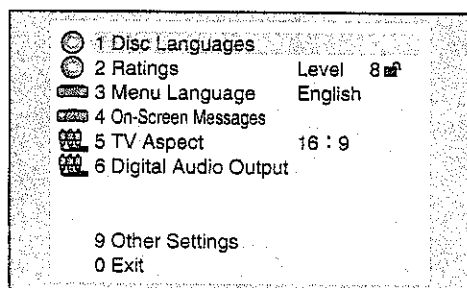 1 Disc Languages
2 Ratings Level 8
3 Menu Language English
4 On-Screen Messages
5 TV Aspect 16 : 9
6 Digital Audio Output
9 Other Settings
0 Exit